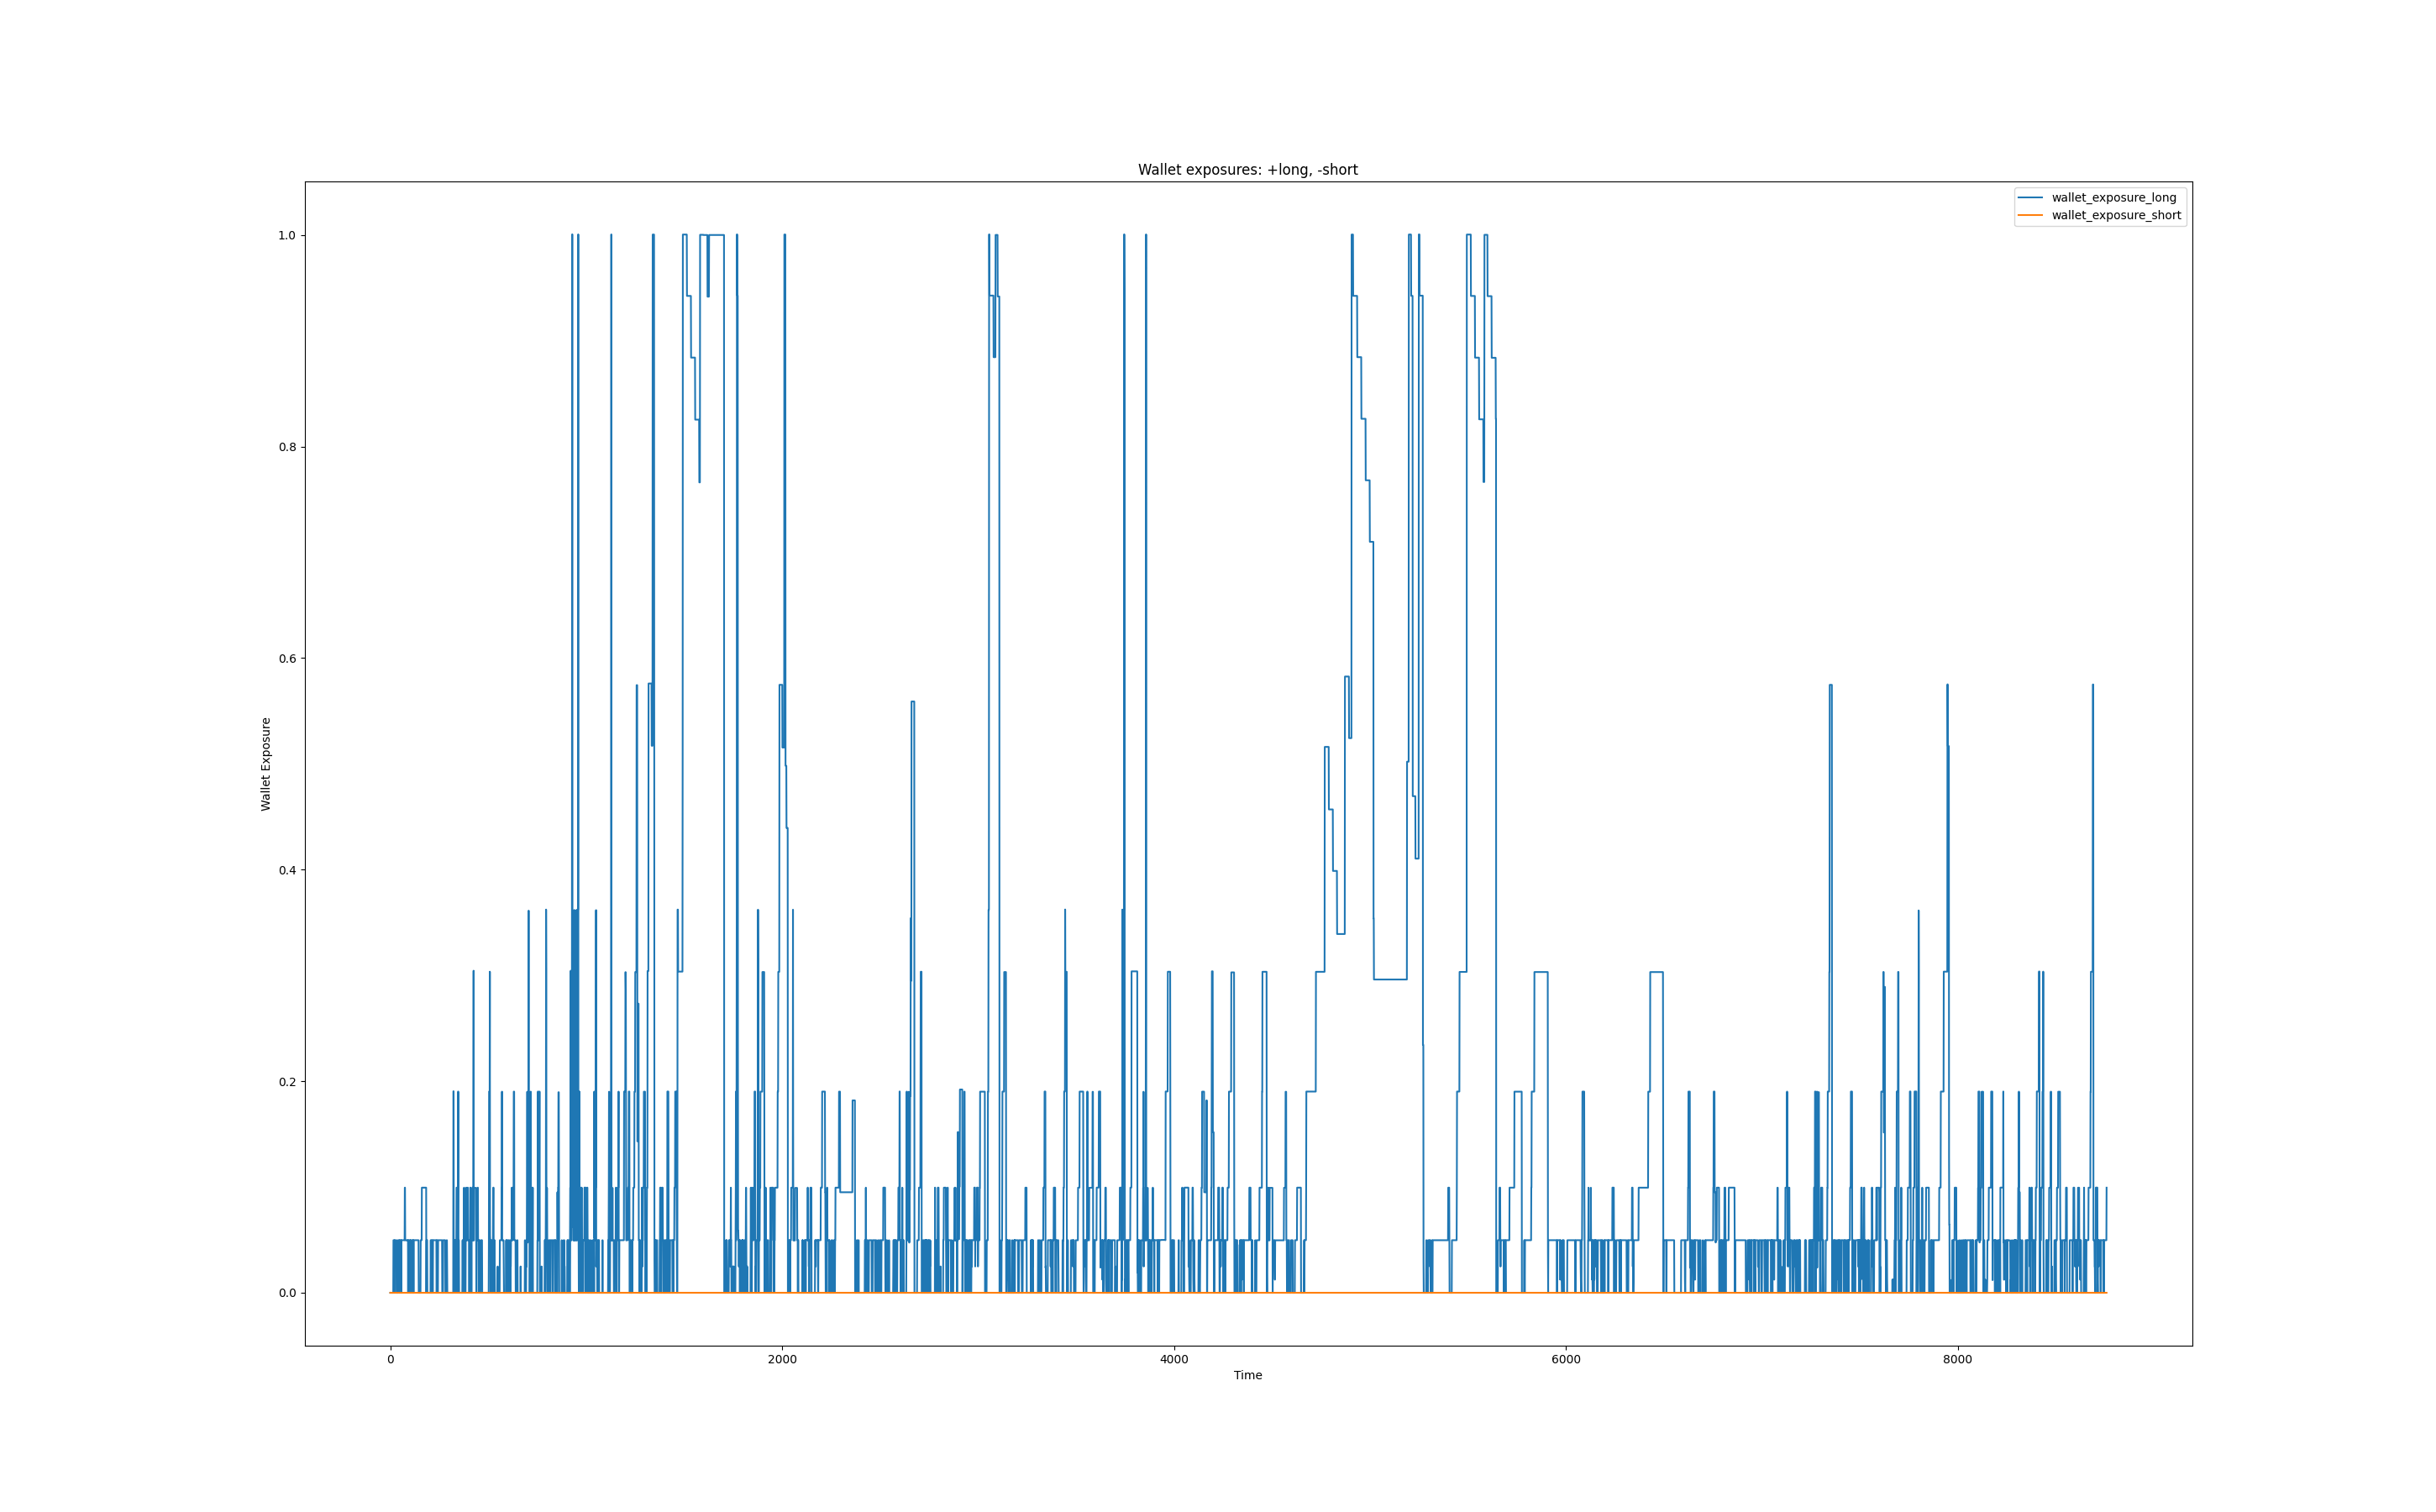 Wallet exposures: +long, -short
wallet_exposure_long
wallet_exposure_short
1.0
0.8
0.6
0.4
0.2
0.0
Wallet Exposure
0
2000
4000
6000
8000
Time